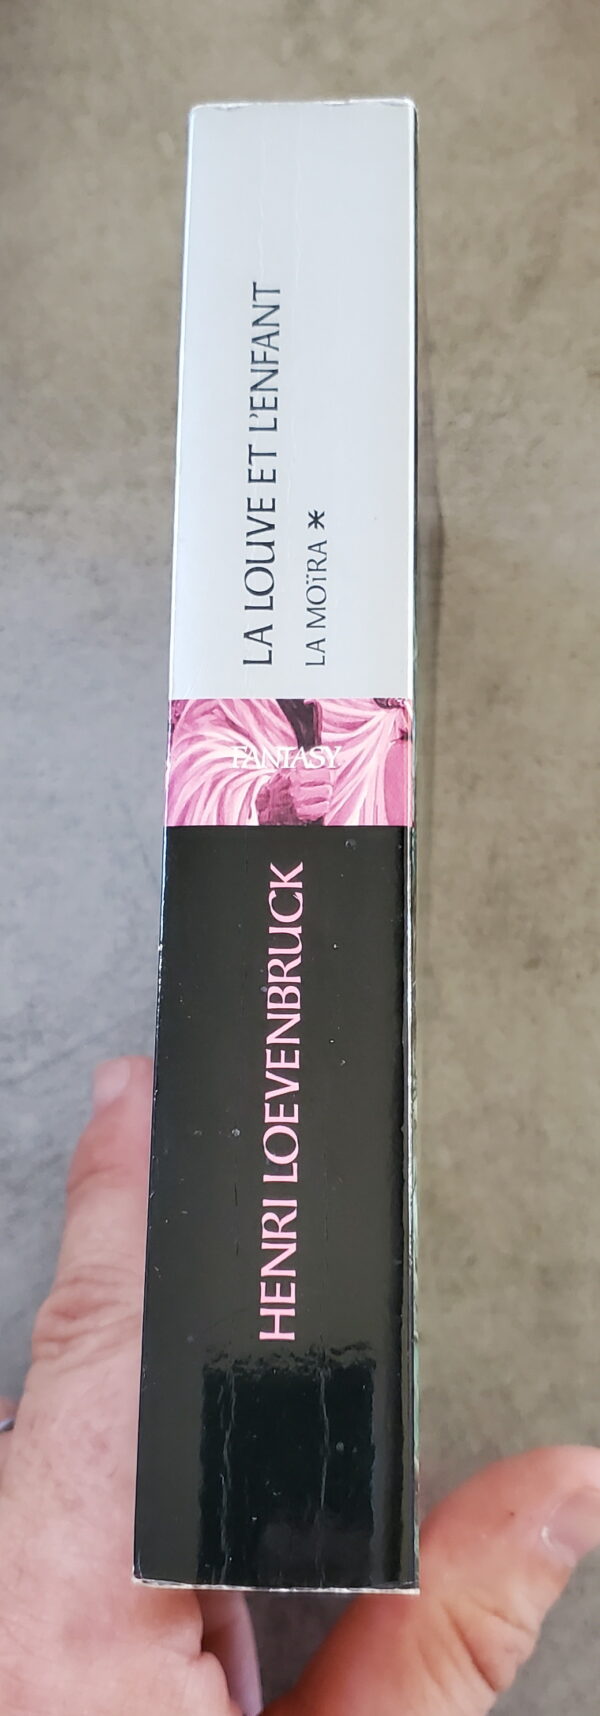 LA LOUVE ET L'ENFANT
LA MOïRA *
FANTASY
HENRI LOEVENBRUCK